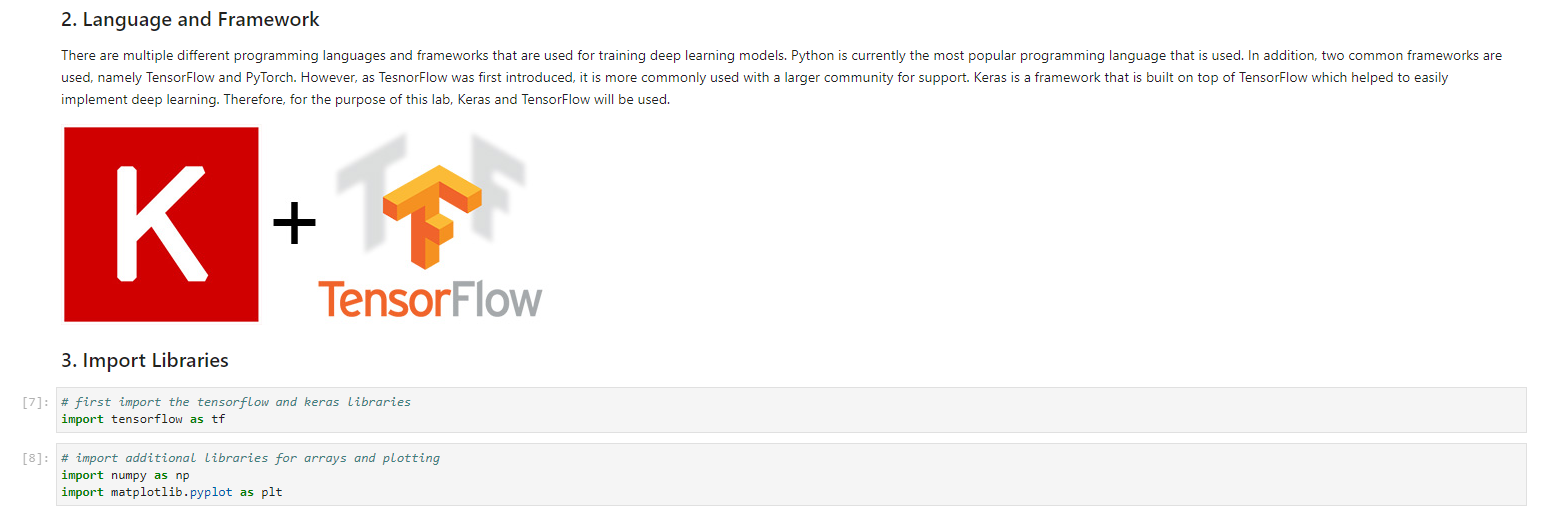 2. Language and Framework
There are multiple different programming languages and frameworks that are used for training deep learning models. Python is currently the most popular programming language that is used. In addition, two common frameworks are
used, namely TensorFlow and PyTorch. However, as TesnorFlow was first introduced, it is more commonly used with a larger community for support. Keras is a framework that is built on top of TensorFlow which helped to easily
implement deep learning. Therefore, for the purpose of this lab, Keras and TensorFlow will be used.
K + TF
TensorFlow
3. Import Libraries
[7]: # first import the tensorflow and keras libraries
import tensorflow as tf
[8]: # import additional libraries for arrays and plotting
import numpy as np
import matplotlib.pyplot as plt